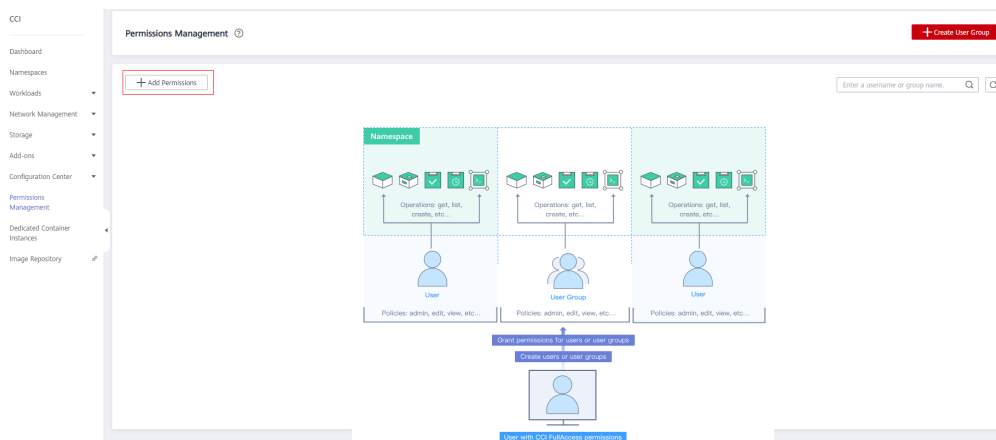 CCI
Dashboard
Namespaces
Workloads
Network Management
Storage
Add-ons
Configuration Center
Permissions
Management
Dedicated Container
Instances
Image Repository
Permissions Management
+ Create User Group
+ Add Permissions
Enter a username or group name.
Namespace
Operations: get, list,
create, etc...
Operations: get, list,
create, etc...
Operations: get, list,
create, etc...
User
User Group
User
Policies: admin, edit, view, etc...
Policies: admin, edit, view, etc...
Policies: admin, edit, view, etc...
Grant permissions for users or user groups
Create users or user groups
User with CCI FullAccess permissions